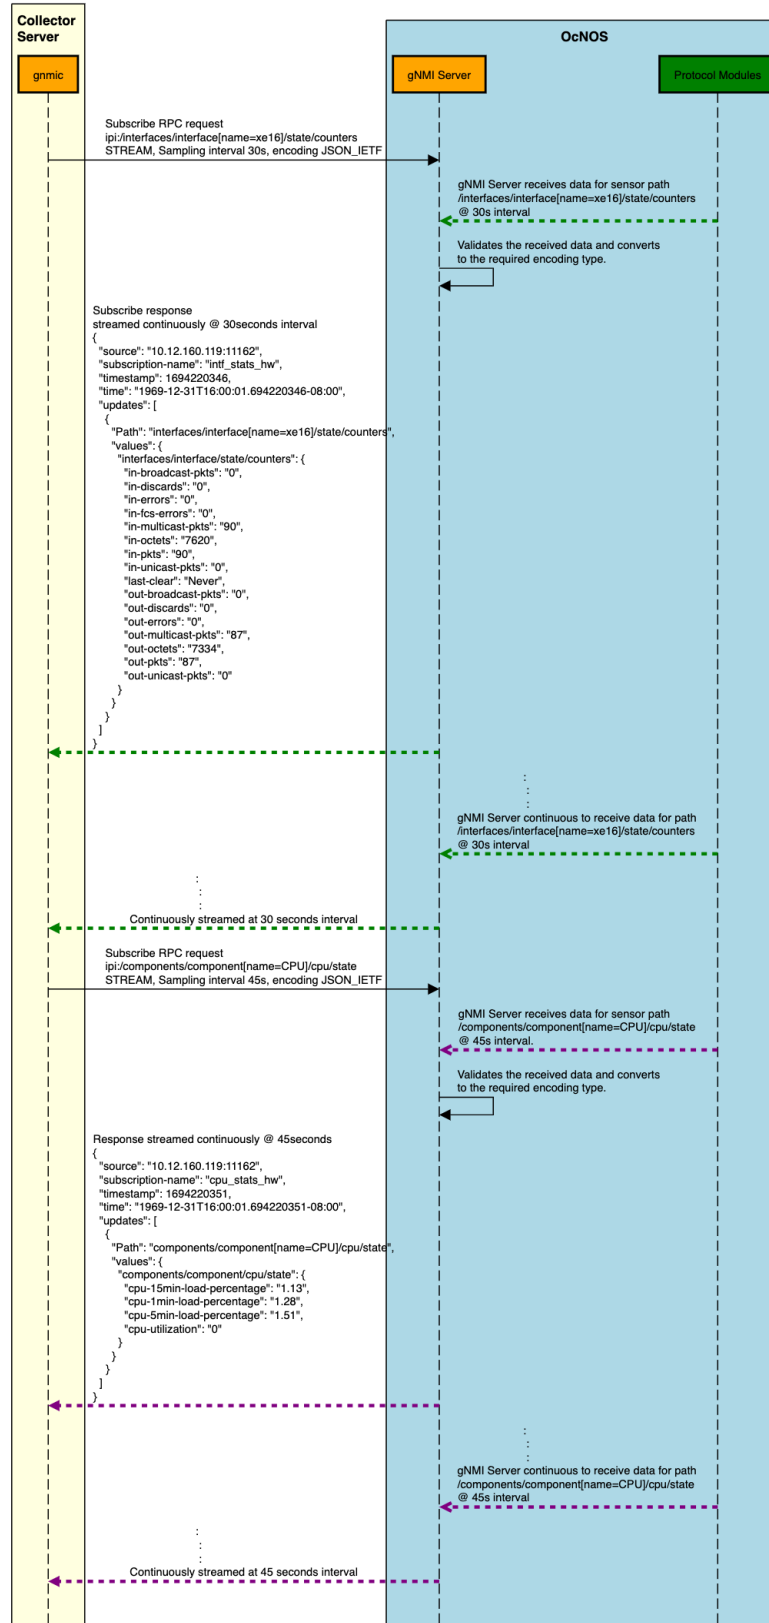 Collector
Server
OcNOS
gnmic
gNMI Server
Protocol Modules
Subscribe RPC request
ipi:/interfaces/interface[name=xe16]/state/counters
STREAM, Sampling interval 30s, encoding JSON_IETF
gNMI Server receives data for sensor path
/interfaces/interface[name=xe16]/state/counters
@ 30s interval
Validates the received data and converts
to the required encoding type.
Subscribe response
streamed continuously @ 30seconds interval
{
"source": "10.12.160.119:11162",
"subscription-name": "intf_stats_hw",
"timestamp": 1694220346,
"time": "1969-12-31T16:00:01.694220346-08:00",
"updates": [
{
"Path": "interfaces/interface[name=xe16]/state/counters",
"values": {
"interfaces/interface/state/counters": {
"in-broadcast-pkts": "0",
"in-discards": "0",
"in-errors": "0",
"in-fcs-errors": "0",
"in-multicast-pkts": "90",
"in-octets": "7620",
"in-pkts": "90",
"in-unicast-pkts": "0",
"last-clear": "Never",
"out-broadcast-pkts": "0",
"out-discards": "0",
"out-errors": "0",
"out-multicast-pkts": "87",
"out-octets": "7334",
"out-pkts": "87",
"out-unicast-pkts": "0"
}
}
}
]
}
:
:
:
gNMI Server continuous to receive data for path
/interfaces/interface[name=xe16]/state/counters
@ 30s interval
:
:
:
Continuously streamed at 30 seconds interval
Subscribe RPC request
ipi:/components/component[name=CPU]/cpu/state
STREAM, Sampling interval 45s, encoding JSON_IETF
gNMI Server receives data for sensor path
/components/component[name=CPU]/cpu/state
@ 45s interval.
Validates the received data and converts
to the required encoding type.
Response streamed continuously @ 45seconds
{
"source": "10.12.160.119:11162",
"subscription-name": "cpu_stats_hw",
"timestamp": 1694220351,
"time": "1969-12-31T16:00:01.694220351-08:00",
"updates": [
{
"Path": "components/component[name=CPU]/cpu/state",
"values": {
"components/component/cpu/state": {
"cpu-15min-load-percentage": "1.13",
"cpu-1min-load-percentage": "1.28",
"cpu-5min-load-percentage": "1.51",
"cpu-utilization": "0"
}
}
}
]
}
:
:
:
gNMI Server continuous to receive data for path
/components/component[name=CPU]/cpu/state
@ 45s interval
:
:
:
Continuously streamed at 45 seconds interval